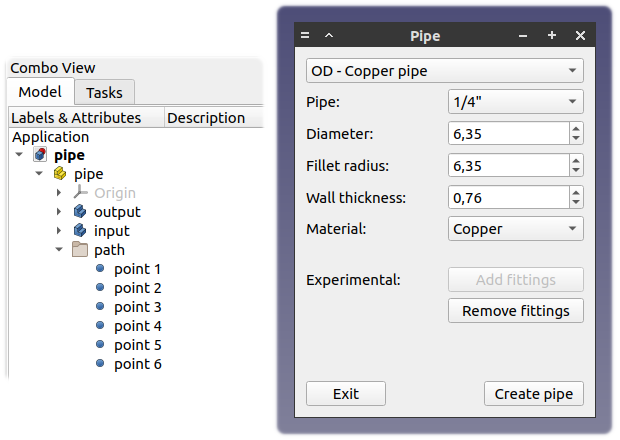 Combo View
Model Tasks
Labels & Attributes Description
Application
pipe
pipe
Origin
output
input
path
point 1
point 2
point 3
point 4
point 5
point 6
Pipe
OD - Copper pipe
Pipe: 1/4"
Diameter: 6,35
Fillet radius: 6,35
Wall thickness: 0,76
Material: Copper
Experimental: Add fittings
Remove fittings
Exit Create pipe